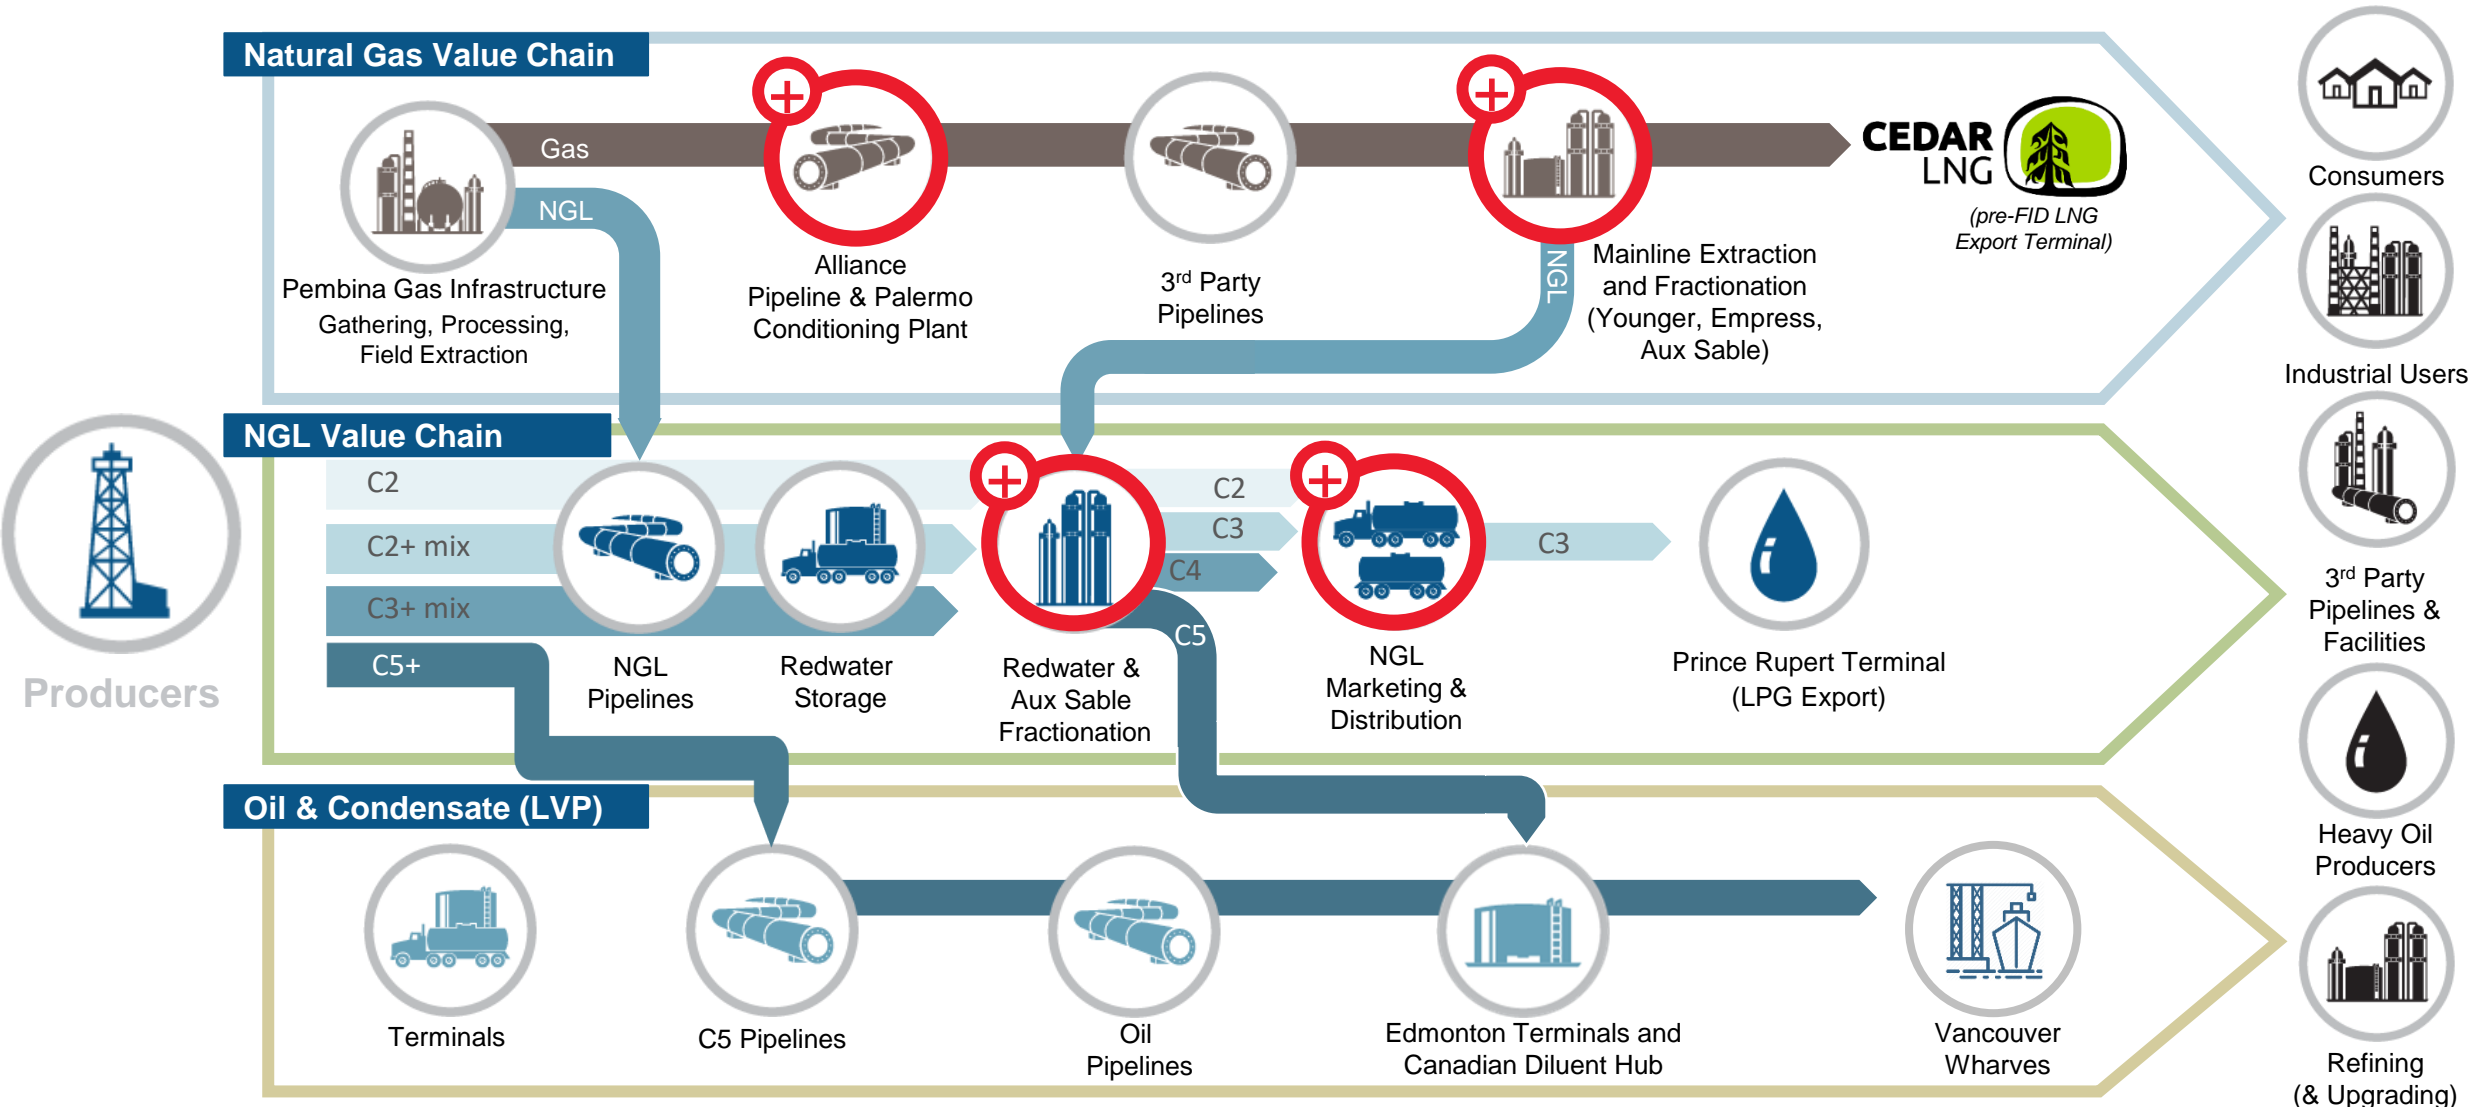 Natural Gas Value Chain
Gas
NGL
Pembina Gas Infrastructure
Gathering, Processing,
Field Extraction
Alliance
Pipeline & Palermo
Conditioning Plant
3rd Party
Pipelines
NGL
Mainline Extraction
and Fractionation
(Younger, Empress,
Aux Sable)
CEDAR
LNG
(pre-FID LNG
Export Terminal)
Producers
NGL Value Chain
C2
C2+ mix
C3+ mix
C5+
NGL
Pipelines
Redwater
Storage
Redwater &
Aux Sable
Fractionation
C2
C3
C4
C5
NGL
Marketing &
Distribution
C3
Prince Rupert Terminal
(LPG Export)
Oil & Condensate (LVP)
Terminals
C5 Pipelines
Oil
Pipelines
Edmonton Terminals and
Canadian Diluent Hub
Vancouver
Wharves
Consumers
Industrial Users
3rd Party
Pipelines &
Facilities
Heavy Oil
Producers
Refining
(& Upgrading)